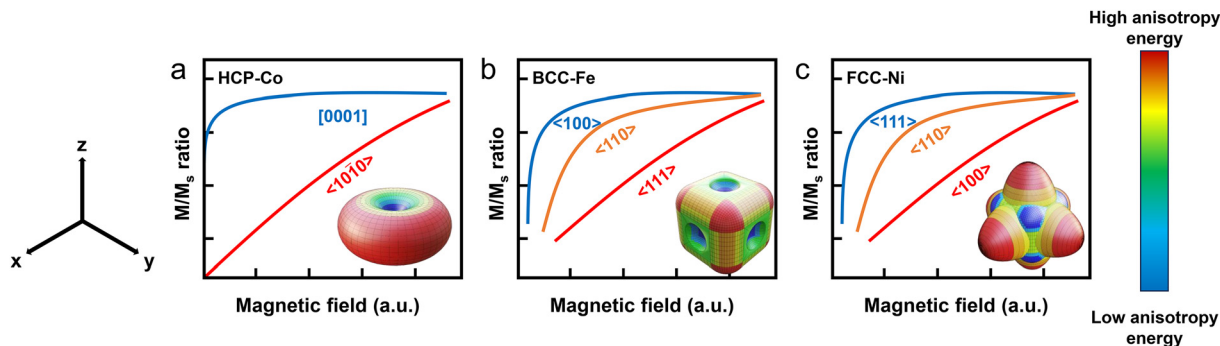 z
x
y
a
HCP-Co
[0001]
<101̄0>
M/Mₛ ratio
Magnetic field (a.u.)
b
BCC-Fe
<100>
<110>
<111>
M/Mₛ ratio
Magnetic field (a.u.)
c
FCC-Ni
<111>
<110>
<100>
M/Mₛ ratio
Magnetic field (a.u.)
High anisotropy
energy
Low anisotropy
energy